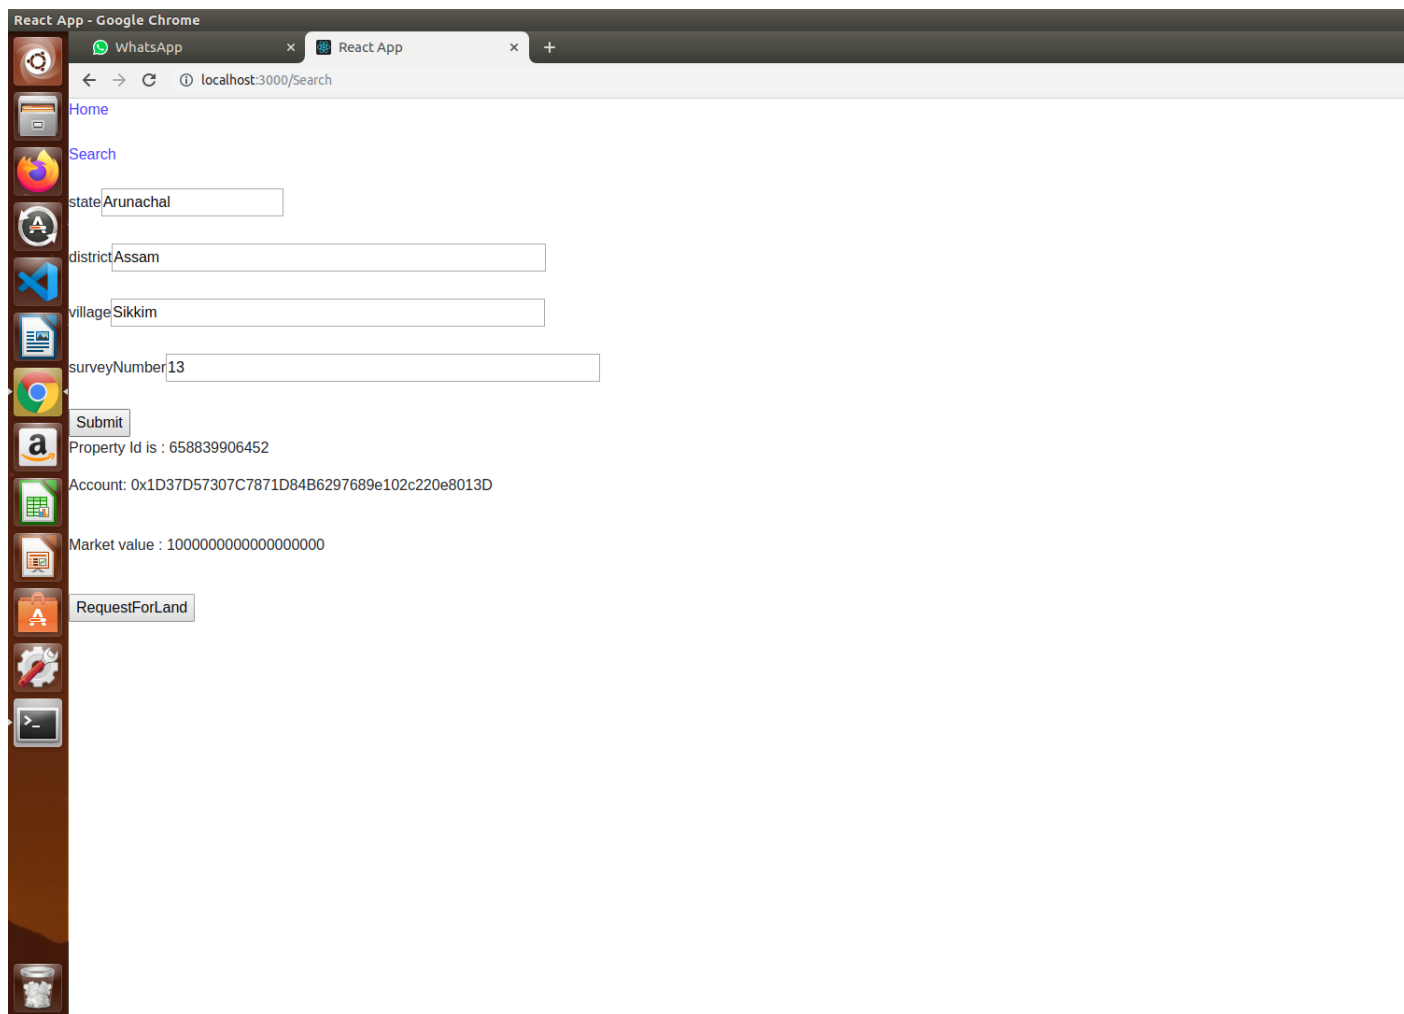 React App - Google Chrome
WhatsApp
React App
localhost:3000/Search
Home
Search
state Arunachal
district Assam
village Sikkim
surveyNumber 13
Submit
Property Id is : 658839906452
Account: 0x1D37D57307C7871D84B6297689e102c220e8013D
Market value : 1000000000000000000
RequestForLand